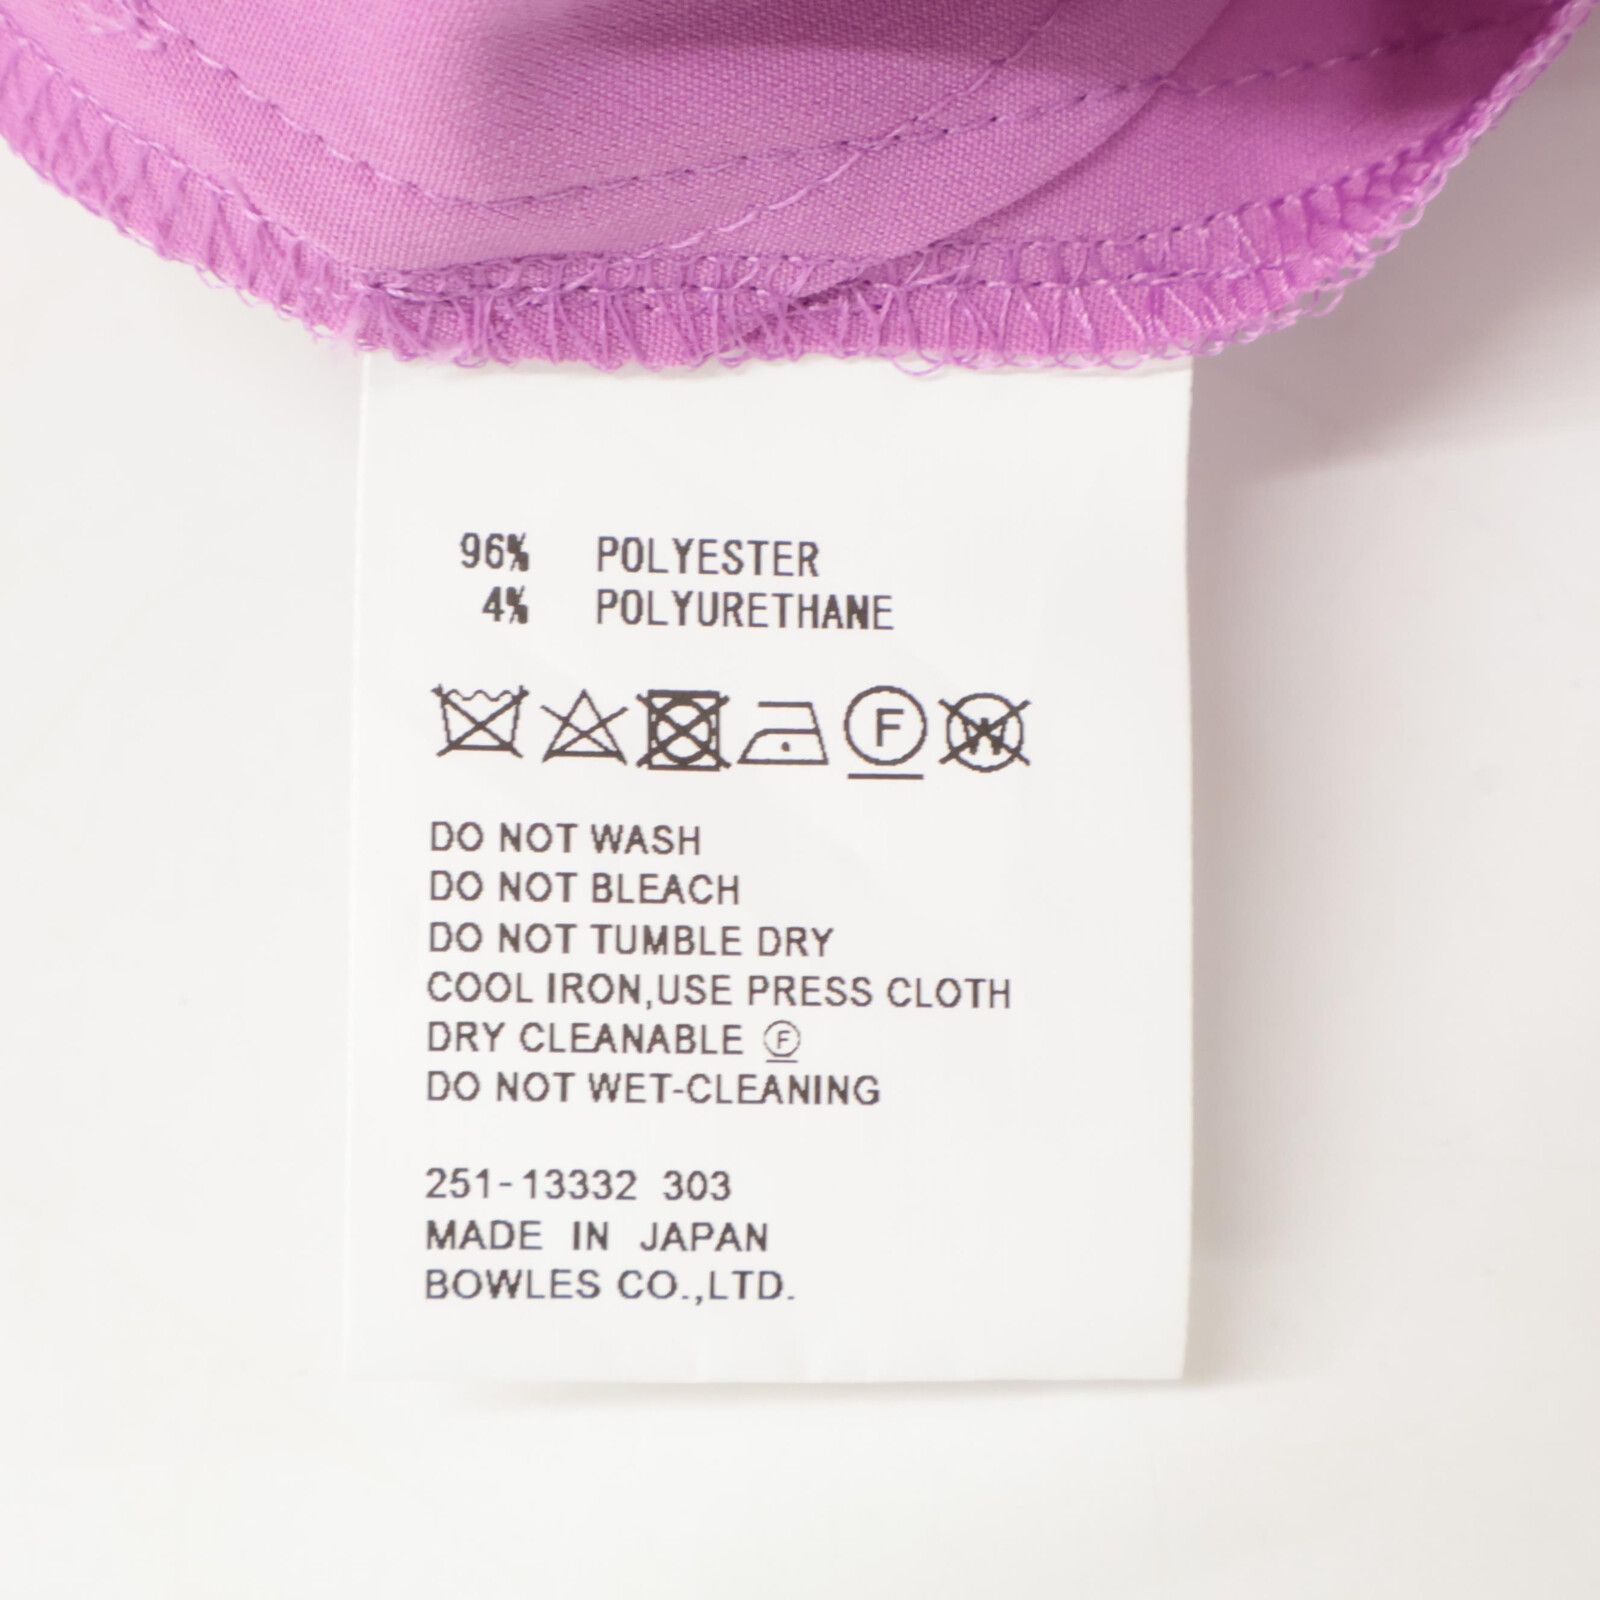 96% POLYESTER
4% POLYURETHANE
F W
DO NOT WASH
DO NOT BLEACH
DO NOT TUMBLE DRY
COOL IRON,USE PRESS CLOTH
DRY CLEANABLE Ⓕ
DO NOT WET-CLEANING
251-13332 303
MADE IN JAPAN
BOWLES CO.,LTD.